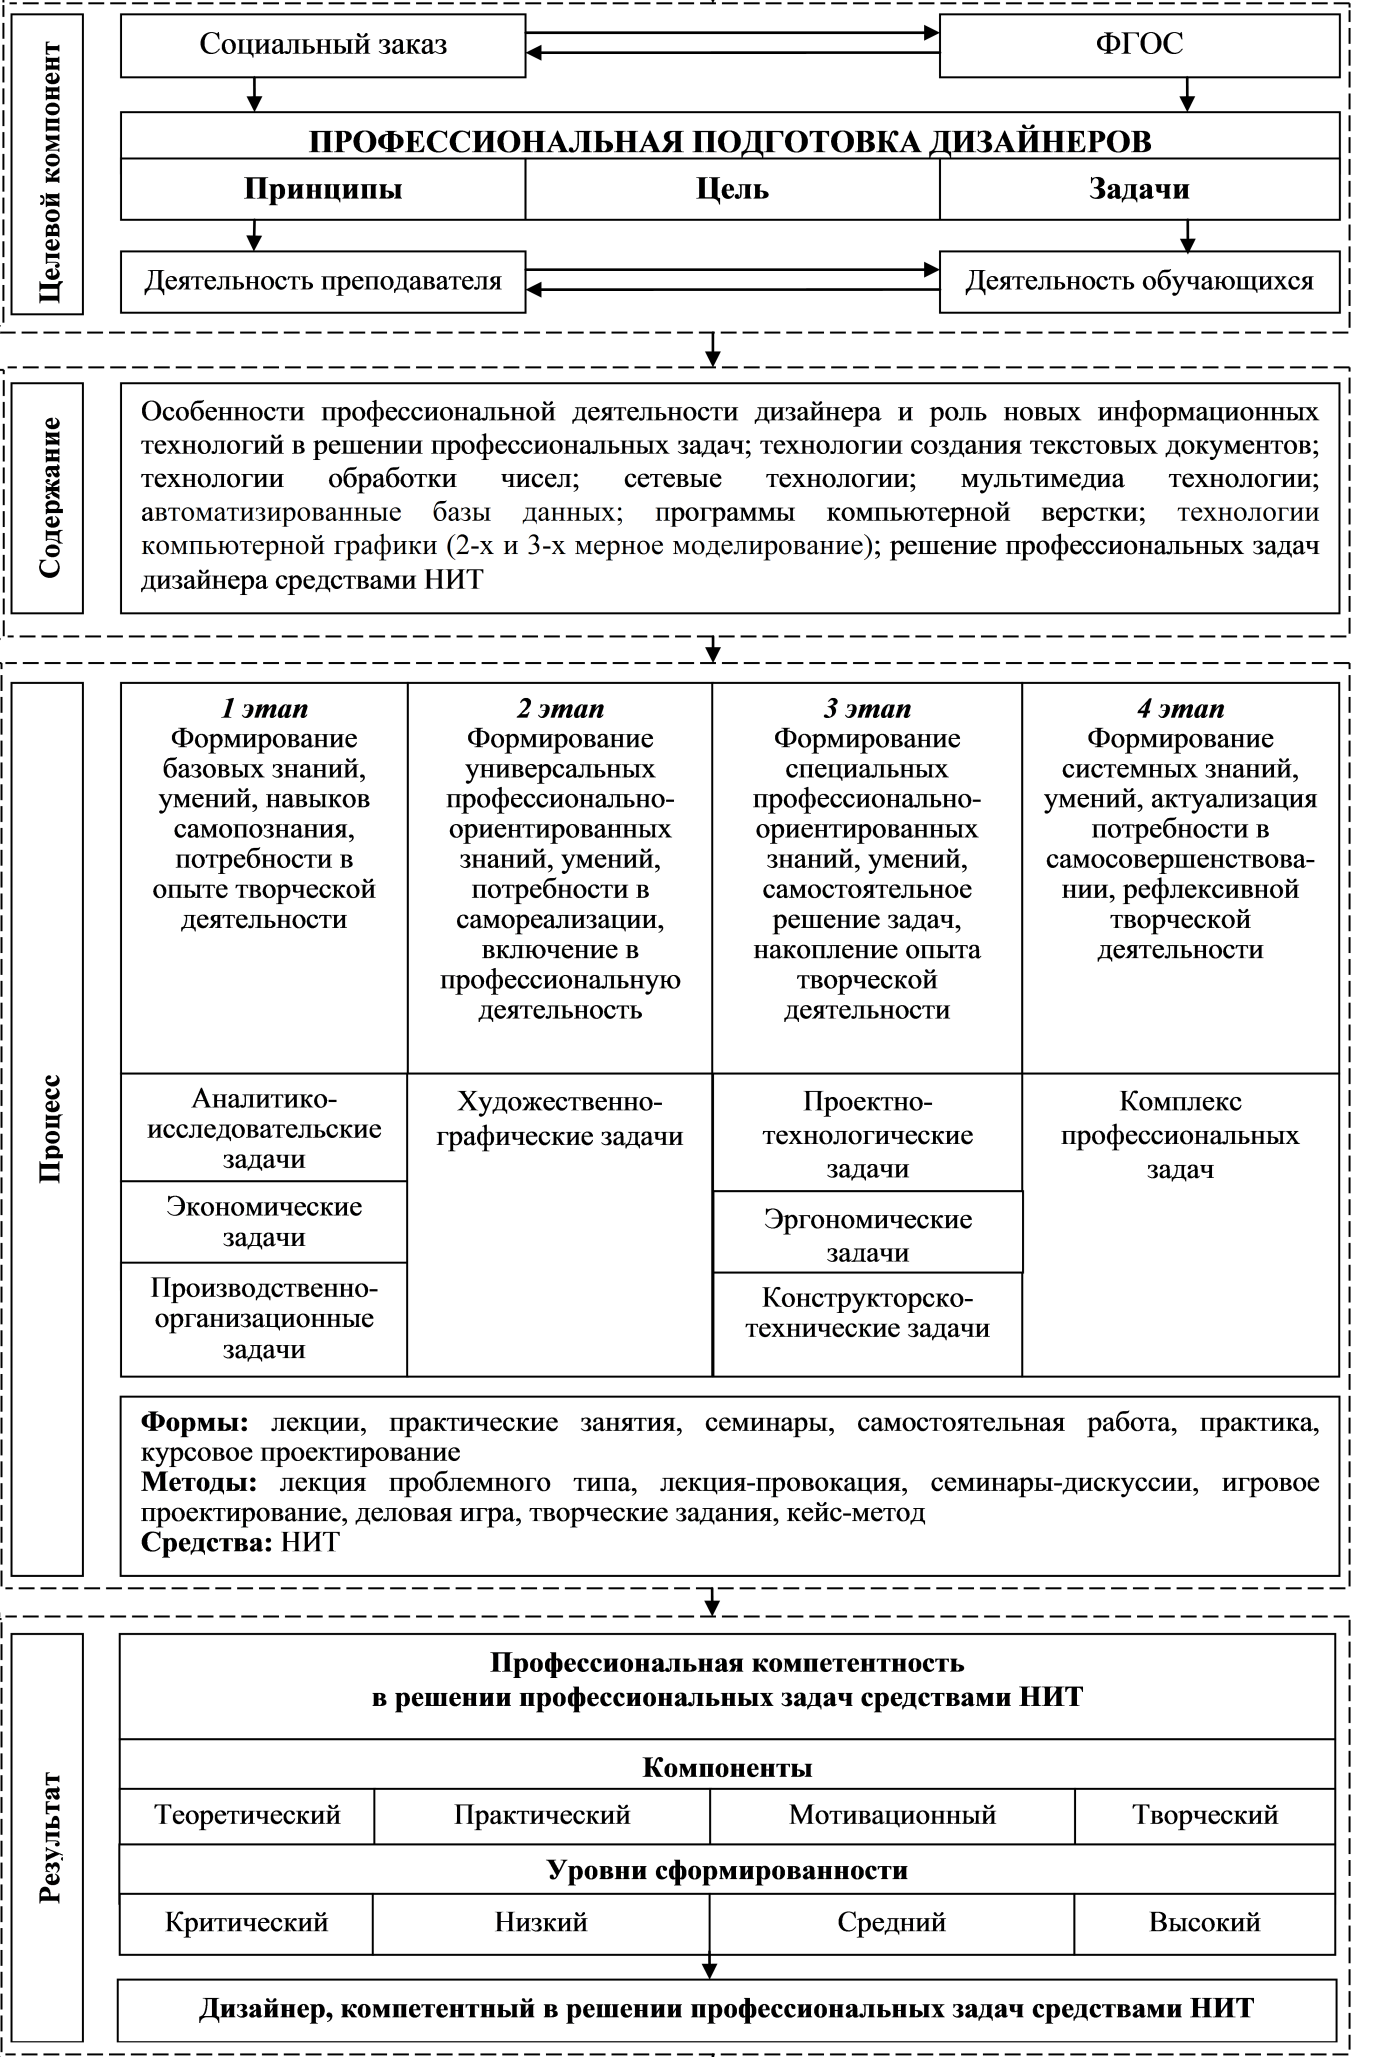 Целевой компонент
Социальный заказ
ФГОС
ПРОФЕССИОНАЛЬНАЯ ПОДГОТОВКА ДИЗАЙНЕРОВ
Принципы
Цель
Задачи
Деятельность преподавателя
Деятельность обучающихся
Содержание
Особенности профессиональной деятельности дизайнера и роль новых информационных
технологий в решении профессиональных задач; технологии создания текстовых документов;
технологии обработки чисел; сетевые технологии; мультимедиа технологии;
автоматизированные базы данных; программы компьютерной верстки; технологии
компьютерной графики (2-х и 3-х мерное моделирование); решение профессиональных задач
дизайнера средствами НИТ
Процесс
1 этап
Формирование
базовых знаний,
умений, навыков
самопознания,
потребности в
опыте творческой
деятельности
2 этап
Формирование
универсальных
профессионально-
ориентированных
знаний, умений,
потребности в
самореализации,
включение в
профессиональную
деятельность
3 этап
Формирование
специальных
профессионально-
ориентированных
знаний, умений,
самостоятельное
решение задач,
накопление опыта
творческой
деятельности
4 этап
Формирование
системных знаний,
умений, актуализация
потребности в
самосовершенствова-
нии, рефлексивной
творческой
деятельности
Аналитико-
исследовательские
задачи
Экономические
задачи
Производственно-
организационные
задачи
Художественно-
графические задачи
Проектно-
технологические
задачи
Эргономические
задачи
Конструкторско-
технические задачи
Комплекс
профессиональных
задач
Формы: лекции, практические занятия, семинары, самостоятельная работа, практика,
курсовое проектирование
Методы: лекция проблемного типа, лекция-провокация, семинары-дискуссии, игровое
проектирование, деловая игра, творческие задания, кейс-метод
Средства: НИТ
Результат
Профессиональная компетентность
в решении профессиональных задач средствами НИТ
Компоненты
Теоретический
Практический
Мотивационный
Творческий
Уровни сформированности
Критический
Низкий
Средний
Высокий
Дизайнер, компетентный в решении профессиональных задач средствами НИТ